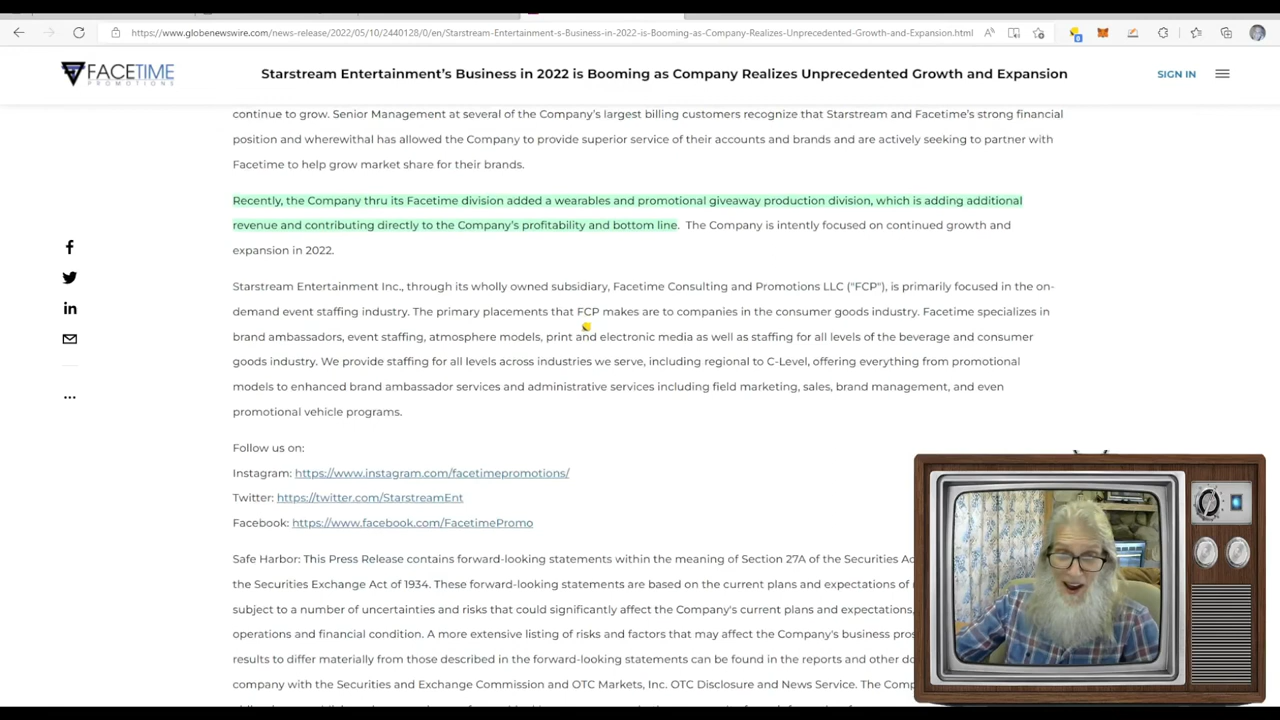 https://www.globenewswire.com/news-release/2022/05/10/2440128/0/en/Starstream-Entertainment-s-Business-in-2022-is-Booming-as-Company-Realizes-Unprecedented-Growth-and-Expansion.html
FACETIME
PROMOTIONS
Starstream Entertainment’s Business in 2022 is Booming as Company Realizes Unprecedented Growth and Expansion
SIGN IN
continue to grow. Senior Management at several of the Company’s largest billing customers recognize that Starstream and Facetime’s strong financial
position and wherewithal has allowed the Company to provide superior service of their accounts and brands and are actively seeking to partner with
Facetime to help grow market share for their brands.
Recently, the Company thru its Facetime division added a wearables and promotional giveaway production division, which is adding additional
revenue and contributing directly to the Company’s profitability and bottom line. The Company is intently focused on continued growth and
expansion in 2022.
Starstream Entertainment Inc., through its wholly owned subsidiary, Facetime Consulting and Promotions LLC ("FCP"), is primarily focused in the on-
demand event staffing industry. The primary placements that FCP makes are to companies in the consumer goods industry. Facetime specializes in
brand ambassadors, event staffing, atmosphere models, print and electronic media as well as staffing for all levels of the beverage and consumer
goods industry. We provide staffing for all levels across industries we serve, including regional to C-Level, offering everything from promotional
models to enhanced brand ambassador services and administrative services including field marketing, sales, brand management, and even
promotional vehicle programs.
Follow us on:
Instagram: https://www.instagram.com/facetimepromotions/
Twitter: https://twitter.com/StarstreamEnt
Facebook: https://www.facebook.com/FacetimePromo
Safe Harbor: This Press Release contains forward-looking statements within the meaning of Section 27A of the Securities
the Securities Exchange Act of 1934. These forward-looking statements are based on the current plans and expectations of
subject to a number of uncertainties and risks that could significantly affect the Company's current plans and expectations,
operations and financial condition. A more extensive listing of risks and factors that may affect the Company's business
results to differ materially from those described in the forward-looking statements can be found in the reports and other
company with the Securities and Exchange Commission and OTC Markets, Inc. OTC Disclosure and News Service. The